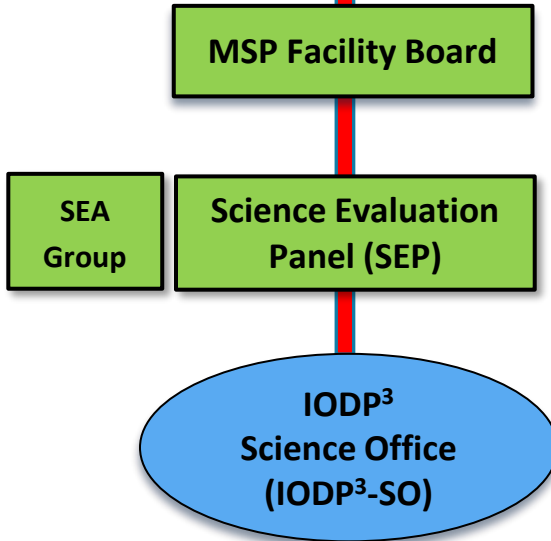 MSP Facility Board
SEA
Group
Science Evaluation
Panel (SEP)
IODP³
Science Office
(IODP³-SO)